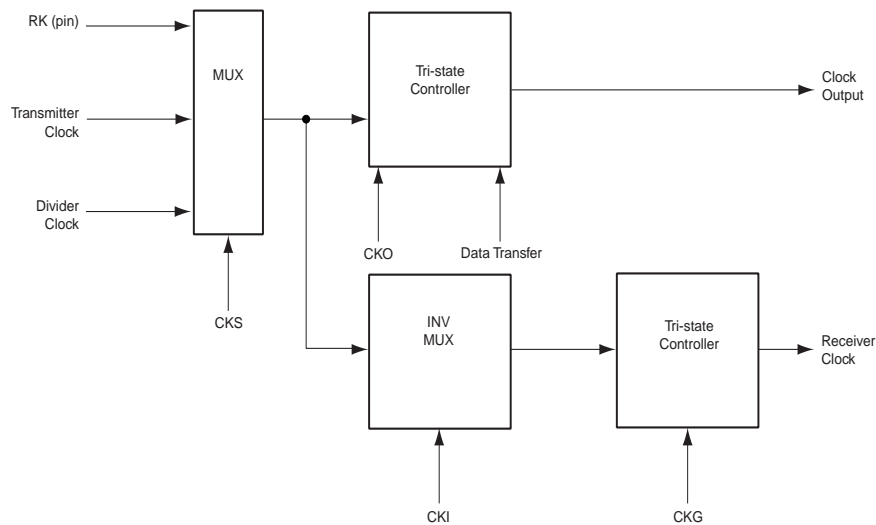 RK (pin)
MUX
Tri-state
Controller
Clock
Output
Transmitter
Clock
Divider
Clock
CKO
Data Transfer
CKS
INV
MUX
Tri-state
Controller
Receiver
Clock
CKI
CKG